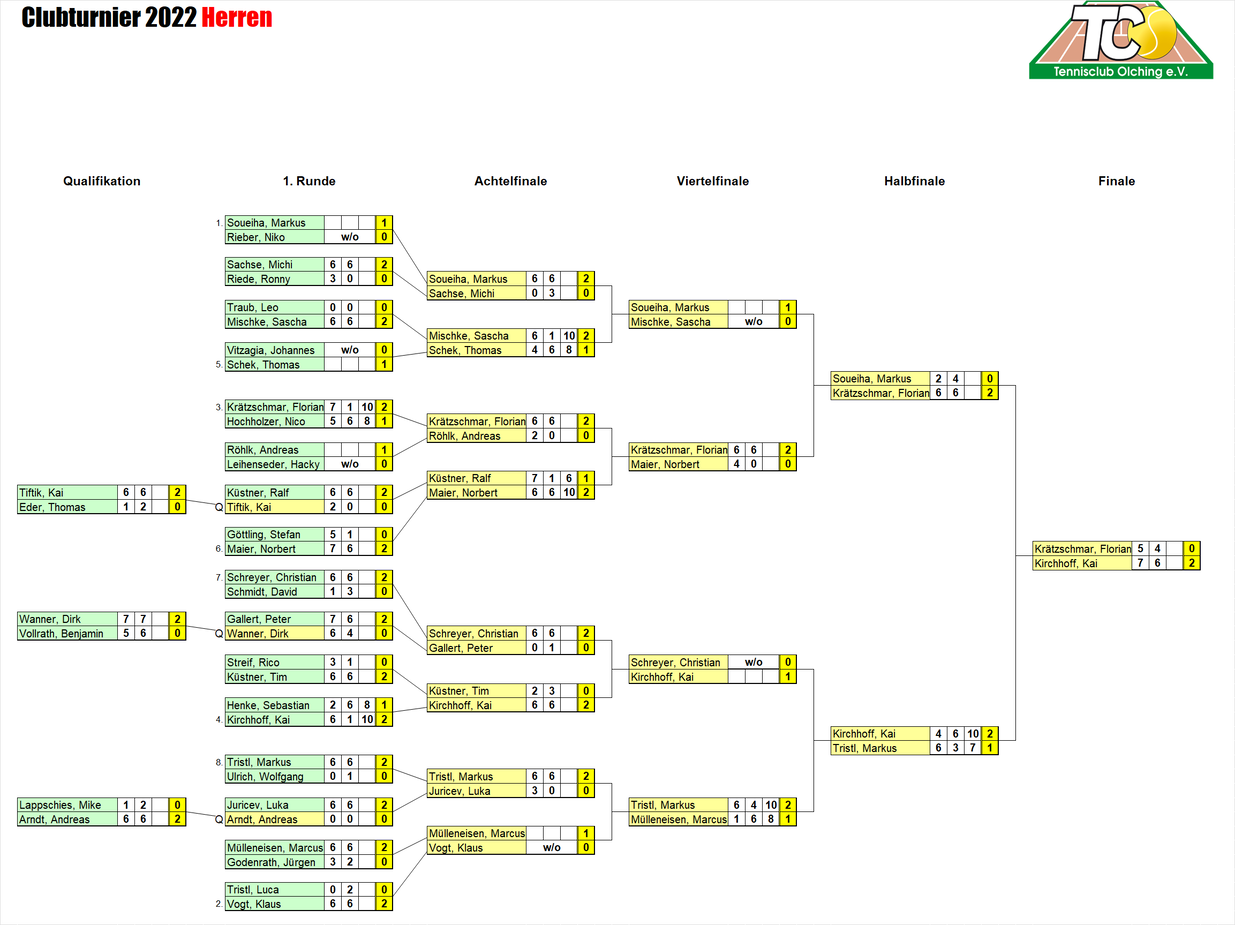 Clubturnier 2022 Herren
TCO
Tennisclub Olching e.V.
Qualifikation 1. Runde Achtelfinale Viertelfinale Halbfinale Finale
1. Soueiha, Markus 1
Rieber, Niko w/o 0
Sachse, Michi 6 6 2
Riede, Ronny 3 0 0
Soueiha, Markus 6 6 2
Sachse, Michi 0 3 0
Traub, Leo 0 0 0
Mischke, Sascha 6 6 2
Soueiha, Markus 1
Mischke, Sascha w/o 0
Mischke, Sascha 6 1 10 2
Schek, Thomas 4 6 8 1
Vitzagia, Johannes w/o 0
5. Schek, Thomas 1
Soueiha, Markus 2 4 0
Krätzschmar, Florian 6 6 2
3. Krätzschmar, Florian 7 1 10 2
Hochholzer, Nico 5 6 8 1
Krätzschmar, Florian 6 6 2
Röhlk, Andreas 2 0 0
Röhlk, Andreas 1
Leihenseder, Hacky w/o 0
Krätzschmar, Florian 6 6 2
Maier, Norbert 4 0 0
Küstner, Ralf 7 1 6 1
Maier, Norbert 6 6 10 2
Tiftik, Kai 6 6 2
Eder, Thomas 1 2 0
Küstner, Ralf 6 6 2
Q Tiftik, Kai 2 0 0
Göttling, Stefan 5 1 0
6. Maier, Norbert 7 6 2
Krätzschmar, Florian 5 4 0
Kirchhoff, Kai 7 6 2
7. Schreyer, Christian 6 6 2
Schmidt, David 1 3 0
Wanner, Dirk 7 7 2
Vollrath, Benjamin 5 6 0
Gallert, Peter 7 6 2
Q Wanner, Dirk 6 4 0
Schreyer, Christian 6 6 2
Gallert, Peter 0 1 0
Streif, Rico 3 1 0
Küstner, Tim 6 6 2
Schreyer, Christian w/o 0
Kirchhoff, Kai 1
Küstner, Tim 2 3 0
Kirchhoff, Kai 6 6 2
Henke, Sebastian 2 6 8 1
4. Kirchhoff, Kai 6 1 10 2
Kirchhoff, Kai 4 6 10 2
Tristl, Markus 6 3 7 1
8. Tristl, Markus 6 6 2
Ulrich, Wolfgang 0 1 0
Tristl, Markus 6 6 2
Juricev, Luka 3 0 0
Lappschies, Mike 1 2 0
Arndt, Andreas 6 6 2
Juricev, Luka 6 6 2
Q Arndt, Andreas 0 0 0
Tristl, Markus 6 4 10 2
Mülleneisen, Marcus 1 6 8 1
Mülleneisen, Marcus 1
Vogt, Klaus w/o 0
Mülleneisen, Marcus 6 6 2
Godenrath, Jürgen 3 2 0
Tristl, Luca 0 2 0
2. Vogt, Klaus 6 6 2